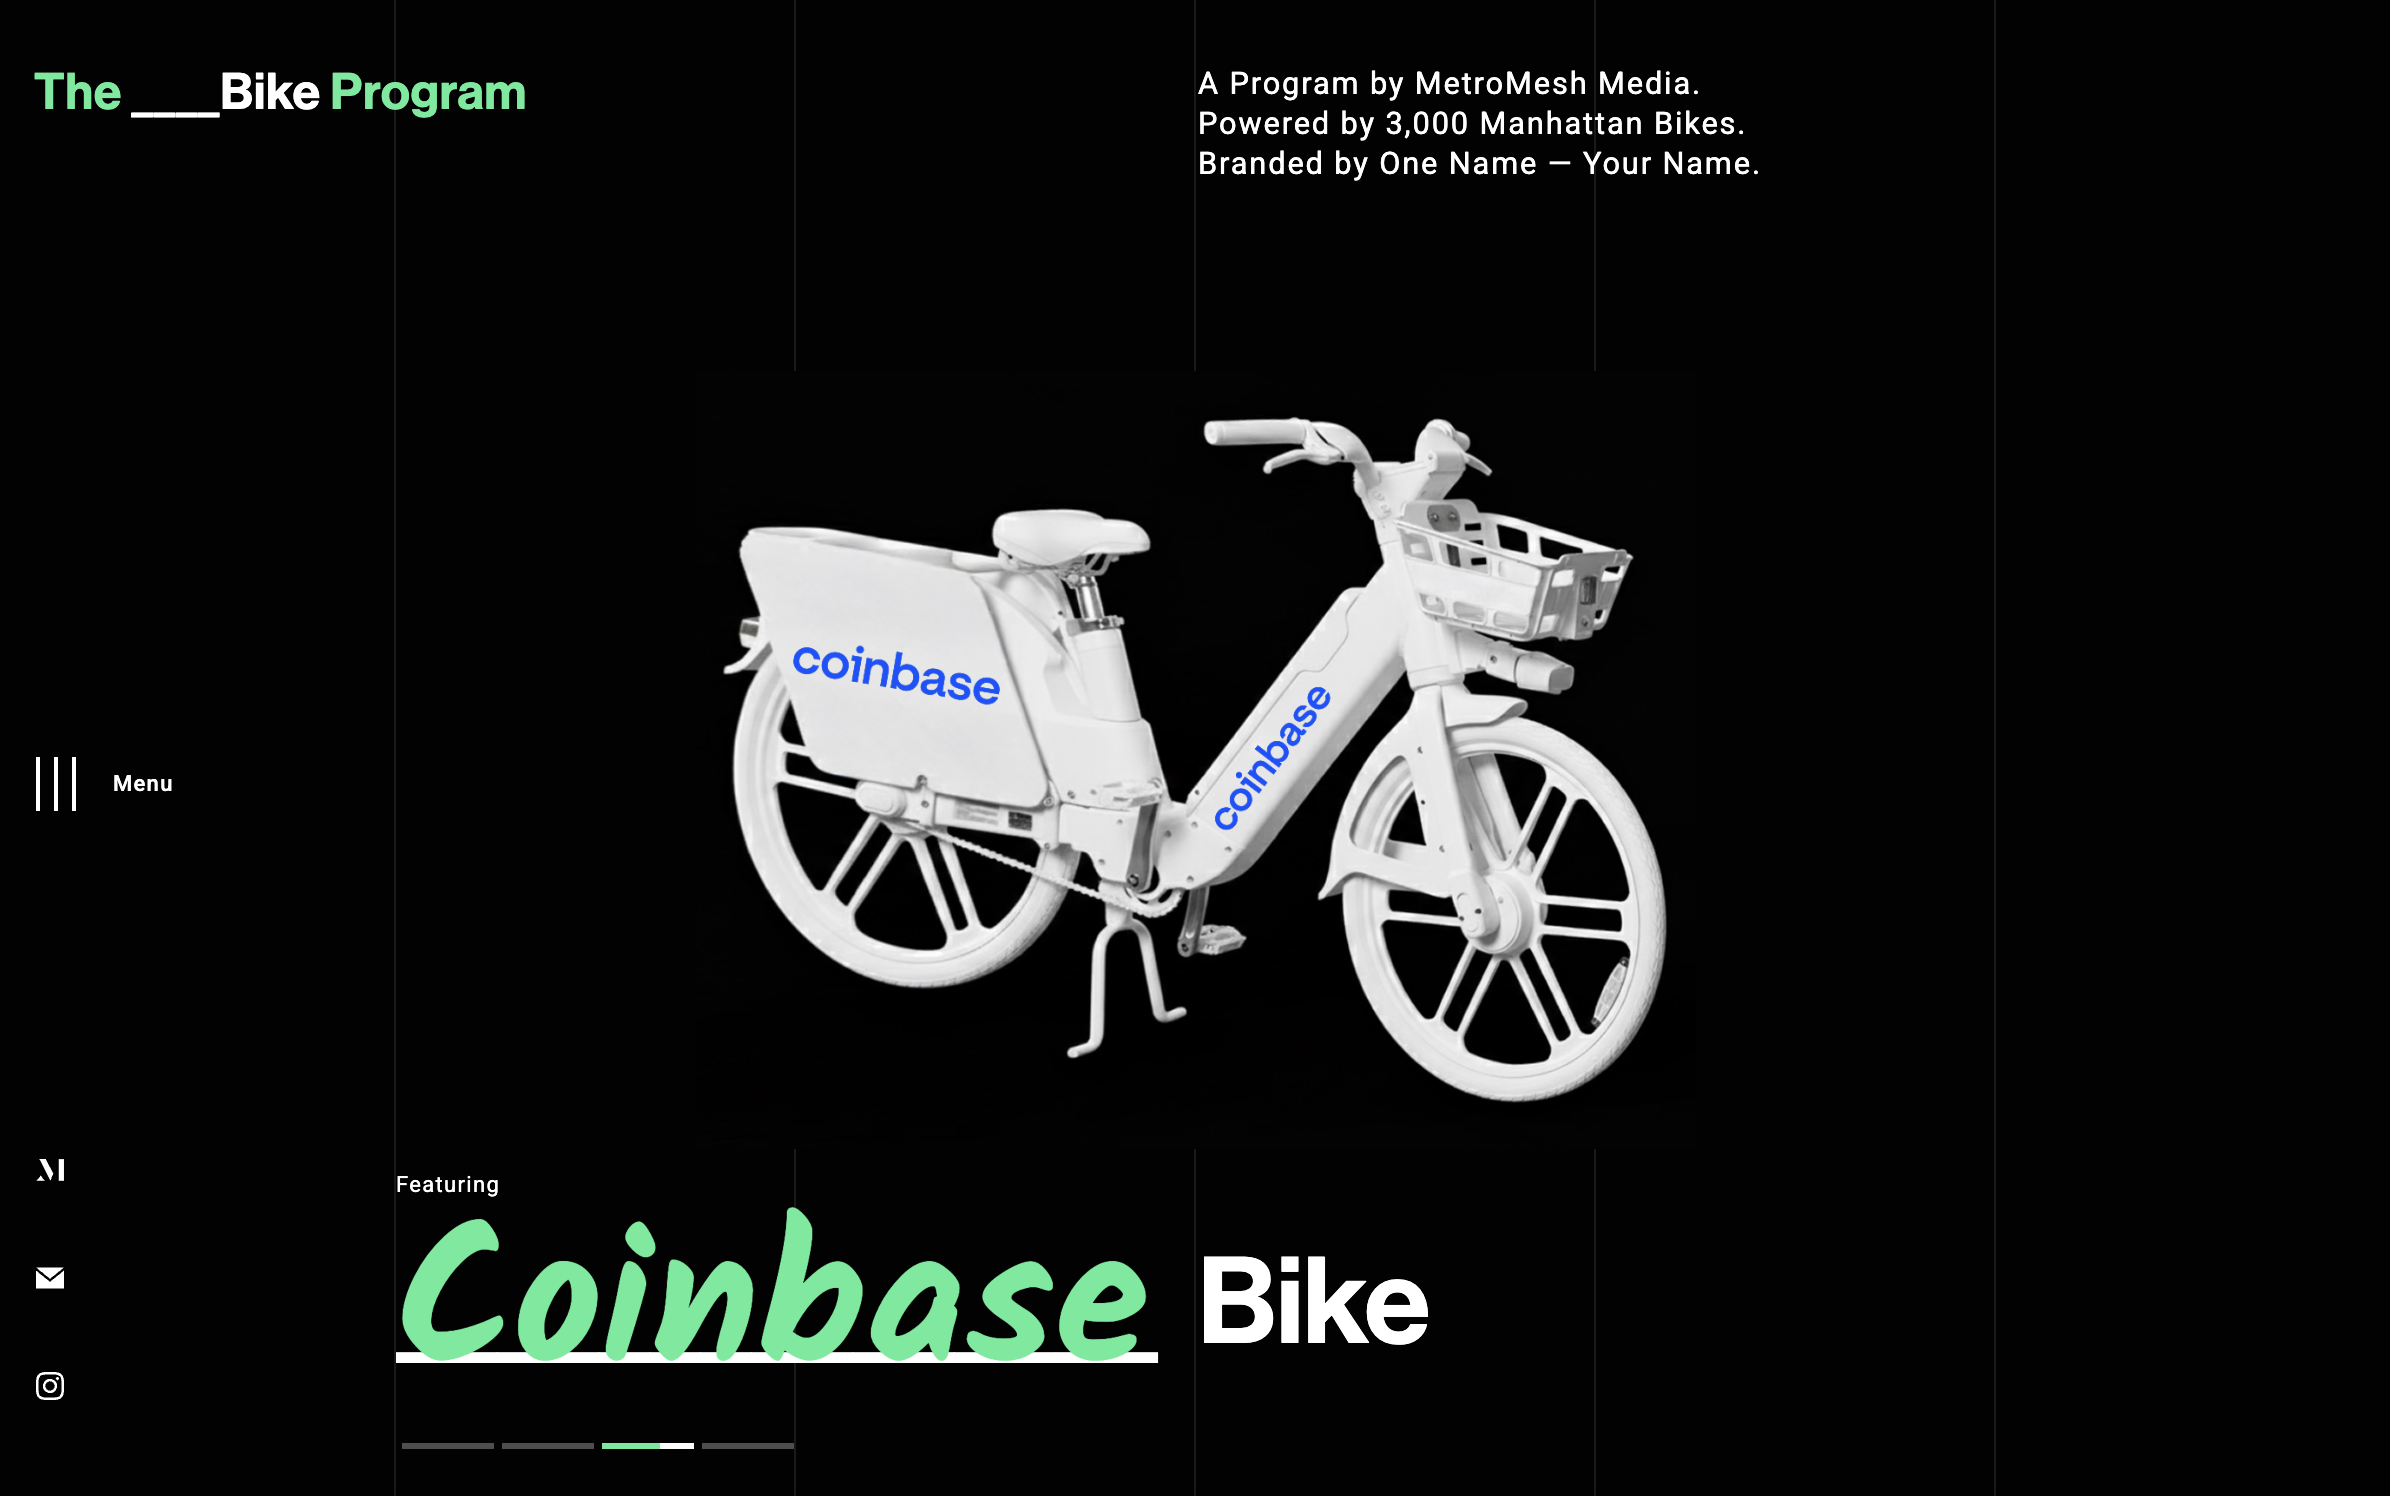 The ____Bike Program
A Program by MetroMesh Media.
Powered by 3,000 Manhattan Bikes.
Branded by One Name — Your Name.
coinbase
coinbase
Menu
Featuring
Coinbase Bike